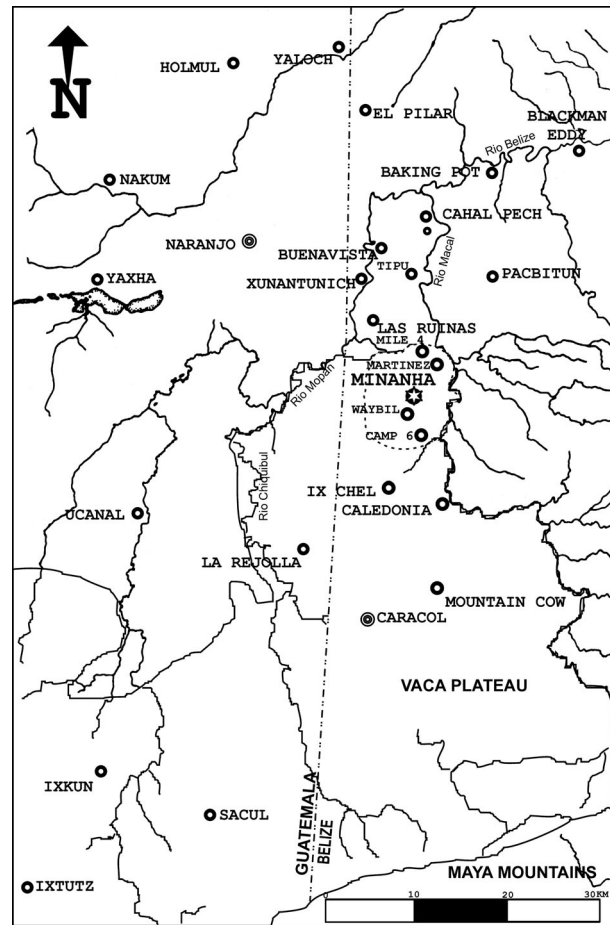 N
HOLMUL
YALOCH
EL PILAR
BLACKMAN
EDDY
Rio Belize
BAKING POT
NAKUM
CAHAL PECH
NARANJO
BUENAVISTA
TIPU
Rio Macal
YAXHA
XUNANTUNICH
PACBITUN
LAS RUINAS
MILE 4
MARTINEZ
Rio Mopan
MINANHA
WAYBIL
CAMP 6
Rio Chiquibul
IX CHEL
UCANAL
CALEDONIA
LA REJOLLA
MOUNTAIN COW
CARACOL
VACA PLATEAU
IXKUN
GUATEMALA
BELIZE
SACUL
MAYA MOUNTAINS
IXTUTZ
0 10 20 30KM